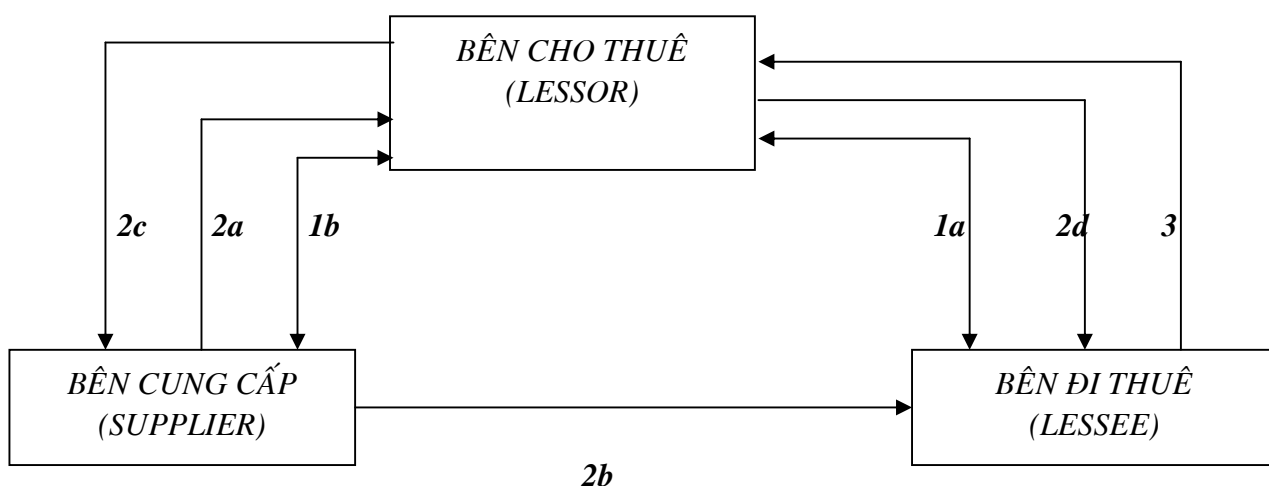 BÊN CHO THUÊ
(LESSOR)
2c
2a
1b
1a
2d
3
BÊN CUNG CẤP
(SUPPLIER)
BÊN ĐI THUÊ
(LESSEE)
2b